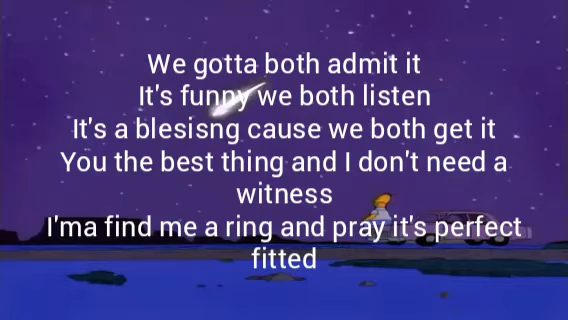 We gotta both admit it
It's funny we both listen
It's a blesisng cause we both get it
You the best thing and I don't need a
witness
I'ma find me a ring and pray it's perfect
fitted